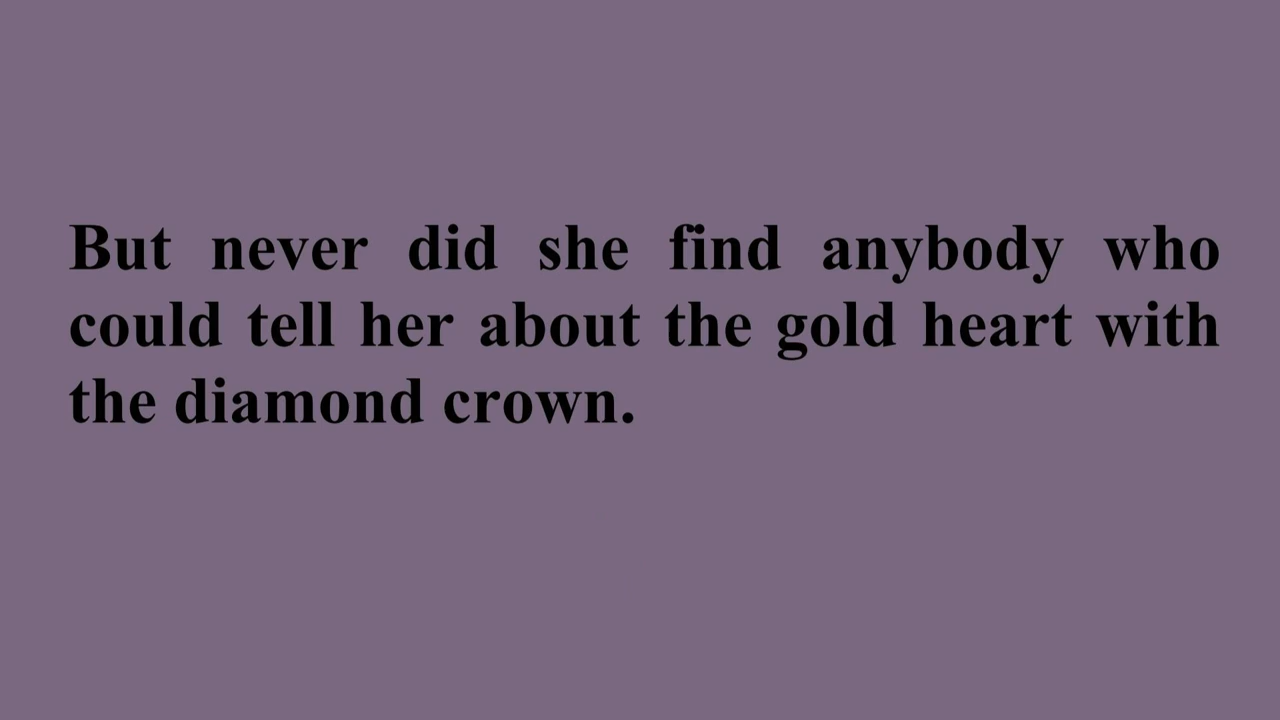 But never did she find anybody who
could tell her about the gold heart with
the diamond crown.